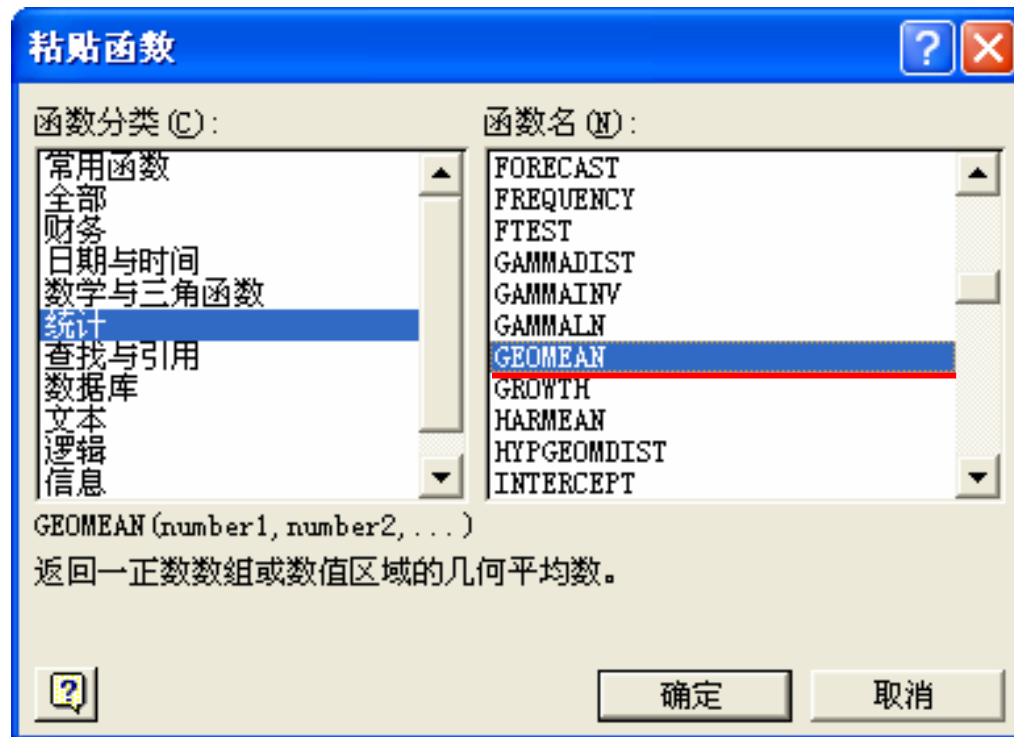 粘贴函数
函数分类(C):
常用函数
全部
财务
日期与时间
数学与三角函数
统计
查找与引用
数据库
文本
逻辑
信息
函数名(N):
FORECAST
FREQUENCY
FTEST
GAMMADIST
GAMMAINV
GAMMALN
GEOMEAN
GROWTH
HARMEAN
HYPGEOMDIST
INTERCEPT
GEOMEAN(number1,number2,...)
返回一正数数组或数值区域的几何平均数。
确定
取消